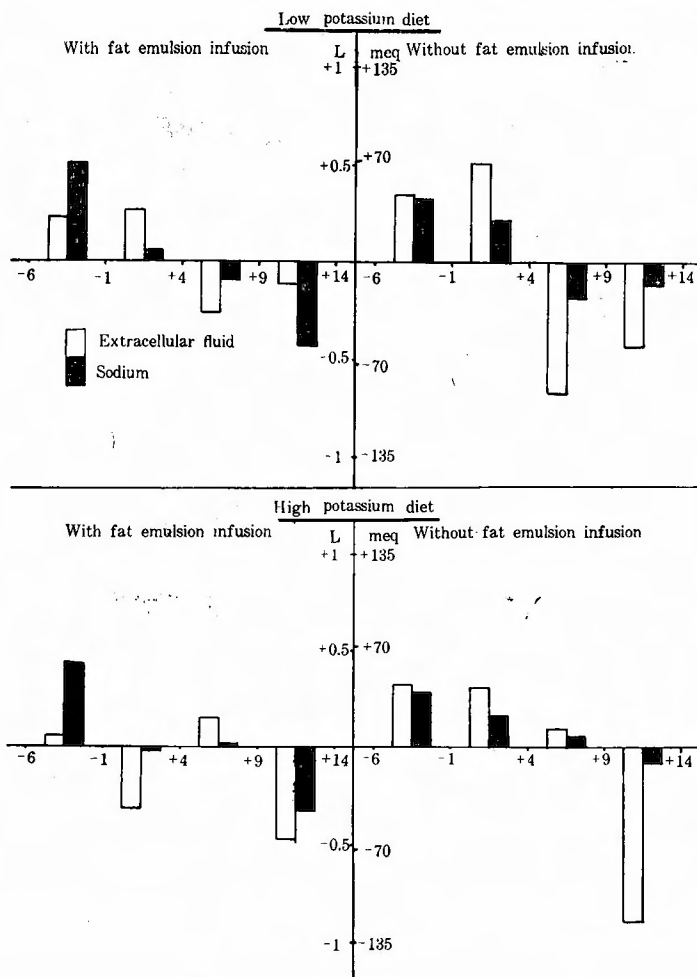 Low potassium diet
With fat emulsion infusion L meq Without fat emulsion infusion.
+1 +135
+0.5 +70
-6 -1 +4 +9 +14 -6 -1 +4 +9 +14
Extracellular fluid
Sodium
-0.5 -70
-1 -135
High potassium diet
With fat emulsion infusion L meq Without fat emulsion infusion
+1 +135
+0.5 +70
-6 -1 +4 +9 +14 -6 -1 +4 +9 +14
-0.5 -70
-1 -135